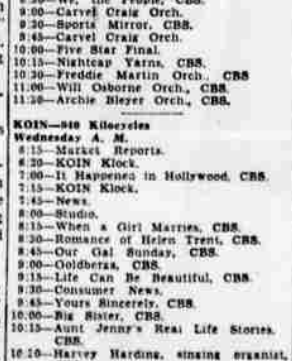 8:30—We, the People, CBS.
9:00—Carvel Craig Orch.
9:30—Sports Mirror, CBS.
9:45—Carvel Craig Orch.
10:00—Five Star Final.
10:15—Nightcap Yarns, CBS.
10:30—Freddie Martin Orch., CBS
11:00—Will Osborne Orch., CBS.
11:30—Archie Bleyer Orch., CBS.
KOIN—940 Kilocycles
Wednesday A. M.
6:15—Market Reports.
6:20—KOIN Klock.
7:00—It Happened in Hollywood, CBS.
7:15—KOIN Klock.
7:45—News.
8:00—Studio.
8:15—When a Girl Marries, CBS.
8:30—Romance of Helen Trent, CBS.
8:45—Our Gal Sunday, CBS.
9:00—Goldbergs, CBS.
9:15—Life Can Be Beautiful, CBS.
9:30—Consumer News.
9:45—Yours Sincerely, CBS.
10:00—Big Sister, CBS.
10:15—Aunt Jenny's Real Life Stories, CBS.
10:30—Harvey Harding, singing organist,